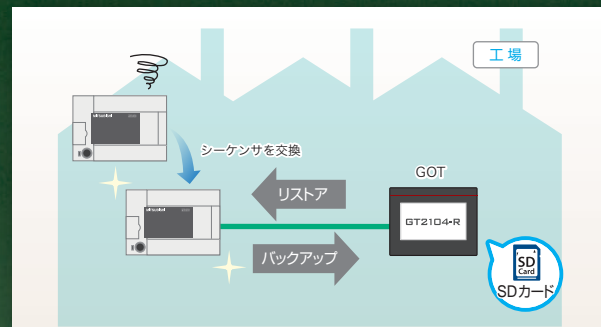 工場
シーケンサを交換
GOT
リストア
GT2104-R
バックアップ
SD
Card
SDカード